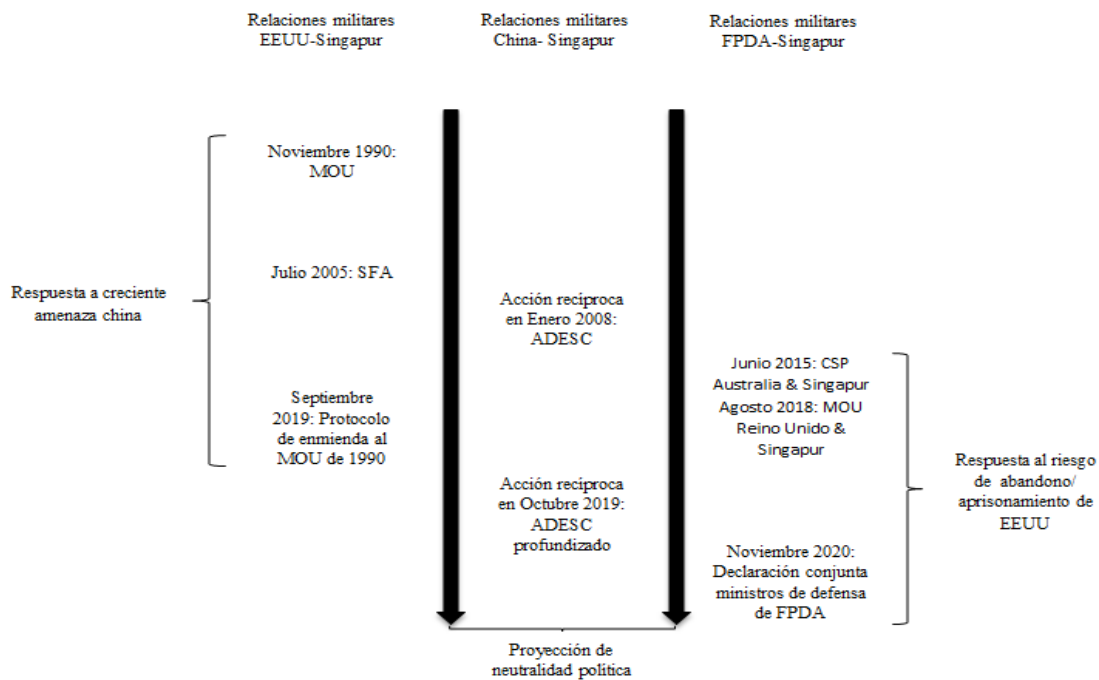 Relaciones militares
EEUU-Singapur
Relaciones militares
China- Singapur
Relaciones militares
FPDA-Singapur
Noviembre 1990:
MOU
Julio 2005: SFA
Respuesta a creciente
amenaza china
Septiembre
2019: Protocolo
de enmienda al
MOU de 1990
Acción recíproca
en Enero 2008:
ADESC
Acción recíproca
en Octubre 2019:
ADESC
profundizado
Junio 2015: CSP
Australia & Singapur
Agosto 2018: MOU
Reino Unido &
Singapur
Noviembre 2020:
Declaración conjunta
ministros de defensa
de FPDA
Respuesta al riesgo
de abandono/
aprisonamiento de
EEUU
Proyección de
neutralidad política